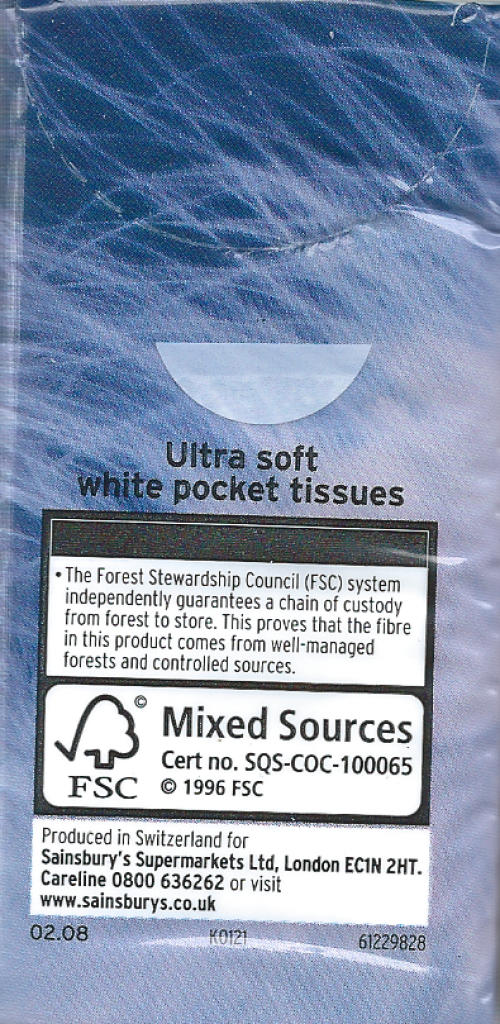 Ultra soft
white pocket tissues
• The Forest Stewardship Council (FSC) system
independently guarantees a chain of custody
from forest to store. This proves that the fibre
in this product comes from well-managed
forests and controlled sources.
©
Mixed Sources
Cert no. SQS-COC-100065
FSC © 1996 FSC
Produced in Switzerland for
Sainsbury's Supermarkets Ltd, London EC1N 2HT.
Careline 0800 636262 or visit
www.sainsburys.co.uk
02.08 K0121 61229828